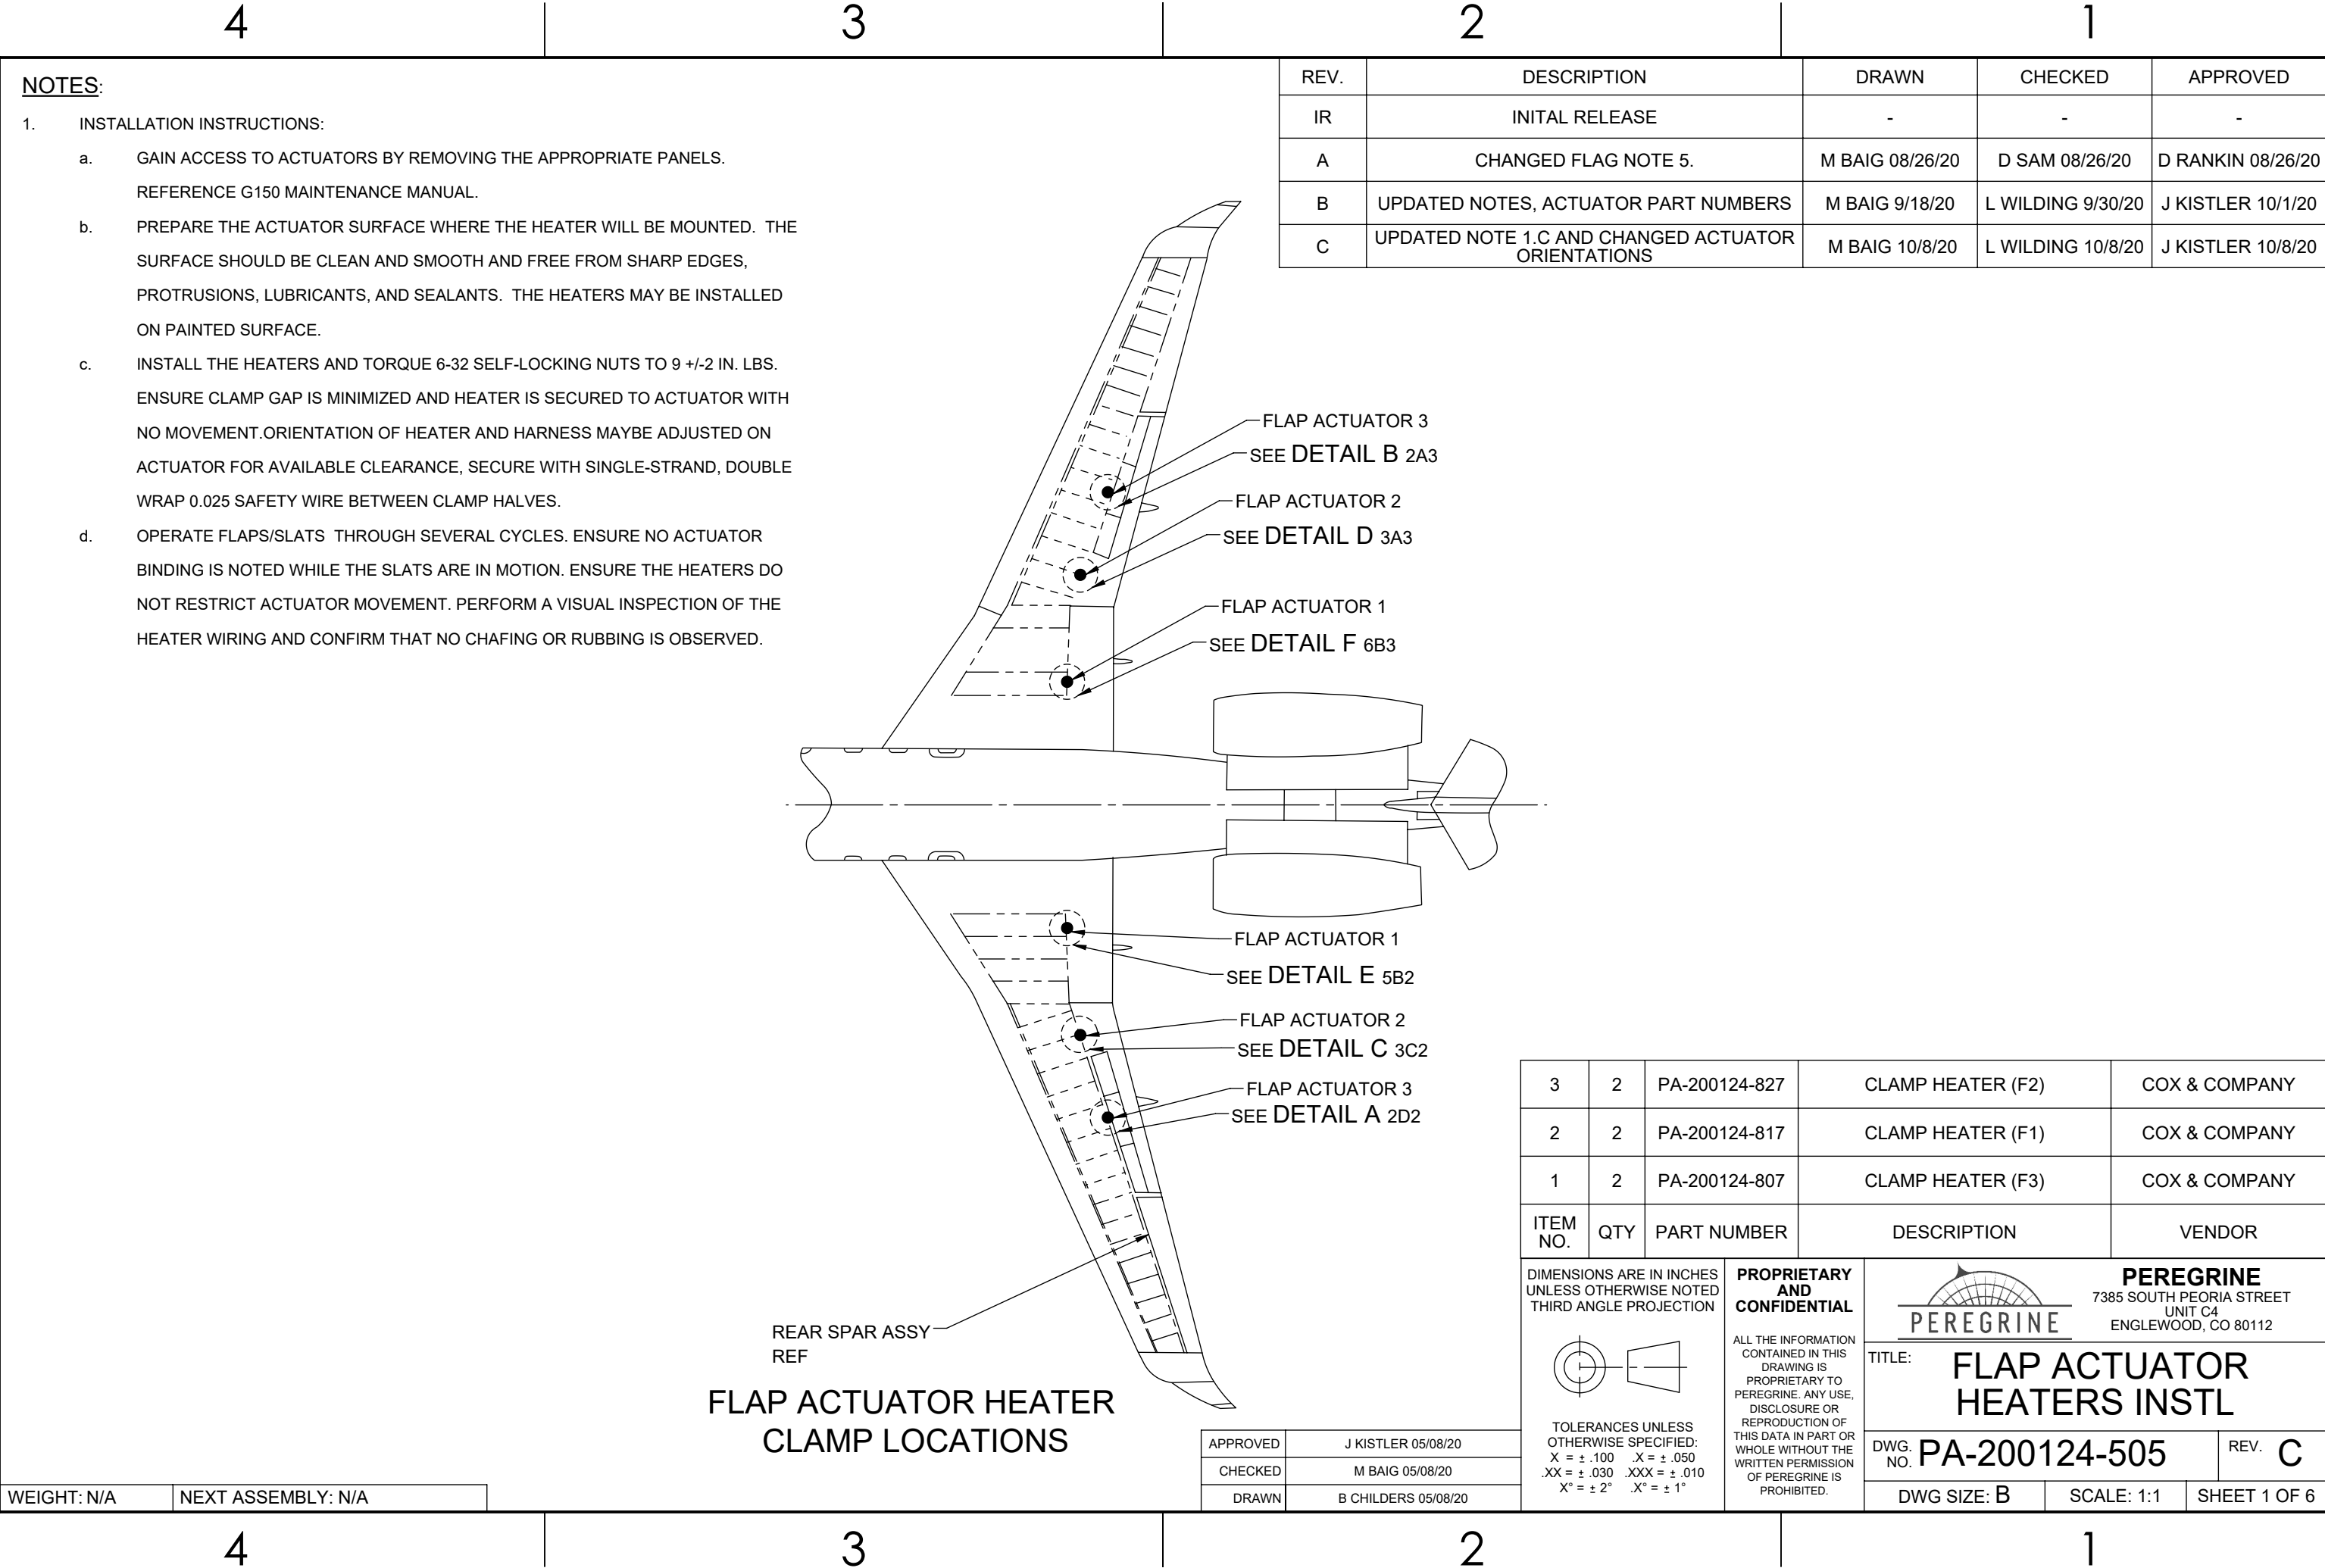 4 3 2 1
NOTES:
1. INSTALLATION INSTRUCTIONS:
a. GAIN ACCESS TO ACTUATORS BY REMOVING THE APPROPRIATE PANELS.
REFERENCE G150 MAINTENANCE MANUAL.
b. PREPARE THE ACTUATOR SURFACE WHERE THE HEATER WILL BE MOUNTED. THE
SURFACE SHOULD BE CLEAN AND SMOOTH AND FREE FROM SHARP EDGES,
PROTRUSIONS, LUBRICANTS, AND SEALANTS. THE HEATERS MAY BE INSTALLED
ON PAINTED SURFACE.
c. INSTALL THE HEATERS AND TORQUE 6-32 SELF-LOCKING NUTS TO 9 +/-2 IN. LBS.
ENSURE CLAMP GAP IS MINIMIZED AND HEATER IS SECURED TO ACTUATOR WITH
NO MOVEMENT.ORIENTATION OF HEATER AND HARNESS MAYBE ADJUSTED ON
ACTUATOR FOR AVAILABLE CLEARANCE, SECURE WITH SINGLE-STRAND, DOUBLE
WRAP 0.025 SAFETY WIRE BETWEEN CLAMP HALVES.
d. OPERATE FLAPS/SLATS THROUGH SEVERAL CYCLES. ENSURE NO ACTUATOR
BINDING IS NOTED WHILE THE SLATS ARE IN MOTION. ENSURE THE HEATERS DO
NOT RESTRICT ACTUATOR MOVEMENT. PERFORM A VISUAL INSPECTION OF THE
HEATER WIRING AND CONFIRM THAT NO CHAFING OR RUBBING IS OBSERVED.
REV. DESCRIPTION DRAWN CHECKED APPROVED
IR INITAL RELEASE - - -
A CHANGED FLAG NOTE 5. M BAIG 08/26/20 D SAM 08/26/20 D RANKIN 08/26/20
B UPDATED NOTES, ACTUATOR PART NUMBERS M BAIG 9/18/20 L WILDING 9/30/20 J KISTLER 10/1/20
C UPDATED NOTE 1.C AND CHANGED ACTUATOR ORIENTATIONS M BAIG 10/8/20 L WILDING 10/8/20 J KISTLER 10/8/20
FLAP ACTUATOR 3
SEE DETAIL B 2A3
FLAP ACTUATOR 2
SEE DETAIL D 3A3
FLAP ACTUATOR 1
SEE DETAIL F 6B3
FLAP ACTUATOR 1
SEE DETAIL E 5B2
FLAP ACTUATOR 2
SEE DETAIL C 3C2
FLAP ACTUATOR 3
SEE DETAIL A 2D2
REAR SPAR ASSY
REF
FLAP ACTUATOR HEATER
CLAMP LOCATIONS
3 2 PA-200124-827 CLAMP HEATER (F2) COX & COMPANY
2 2 PA-200124-817 CLAMP HEATER (F1) COX & COMPANY
1 2 PA-200124-807 CLAMP HEATER (F3) COX & COMPANY
ITEM NO. QTY PART NUMBER DESCRIPTION VENDOR
DIMENSIONS ARE IN INCHES
UNLESS OTHERWISE NOTED
THIRD ANGLE PROJECTION
TOLERANCES UNLESS
OTHERWISE SPECIFIED:
X = ± .100 .X = ± .050
.XX = ± .030 .XXX = ± .010
X° = ± 2° .X° = ± 1°
PROPRIETARY
AND
CONFIDENTIAL
ALL THE INFORMATION
CONTAINED IN THIS
DRAWING IS
PROPRIETARY TO
PEREGRINE. ANY USE,
DISCLOSURE OR
REPRODUCTION OF
THIS DATA IN PART OR
WHOLE WITHOUT THE
WRITTEN PERMISSION
OF PEREGRINE IS
PROHIBITED.
PEREGRINE
PEREGRINE
7385 SOUTH PEORIA STREET
UNIT C4
ENGLEWOOD, CO 80112
TITLE: FLAP ACTUATOR
HEATERS INSTL
DWG. NO. PA-200124-505 REV. C
DWG SIZE: B SCALE: 1:1 SHEET 1 OF 6
APPROVED J KISTLER 05/08/20
CHECKED M BAIG 05/08/20
DRAWN B CHILDERS 05/08/20
WEIGHT: N/A NEXT ASSEMBLY: N/A
4 3 2 1